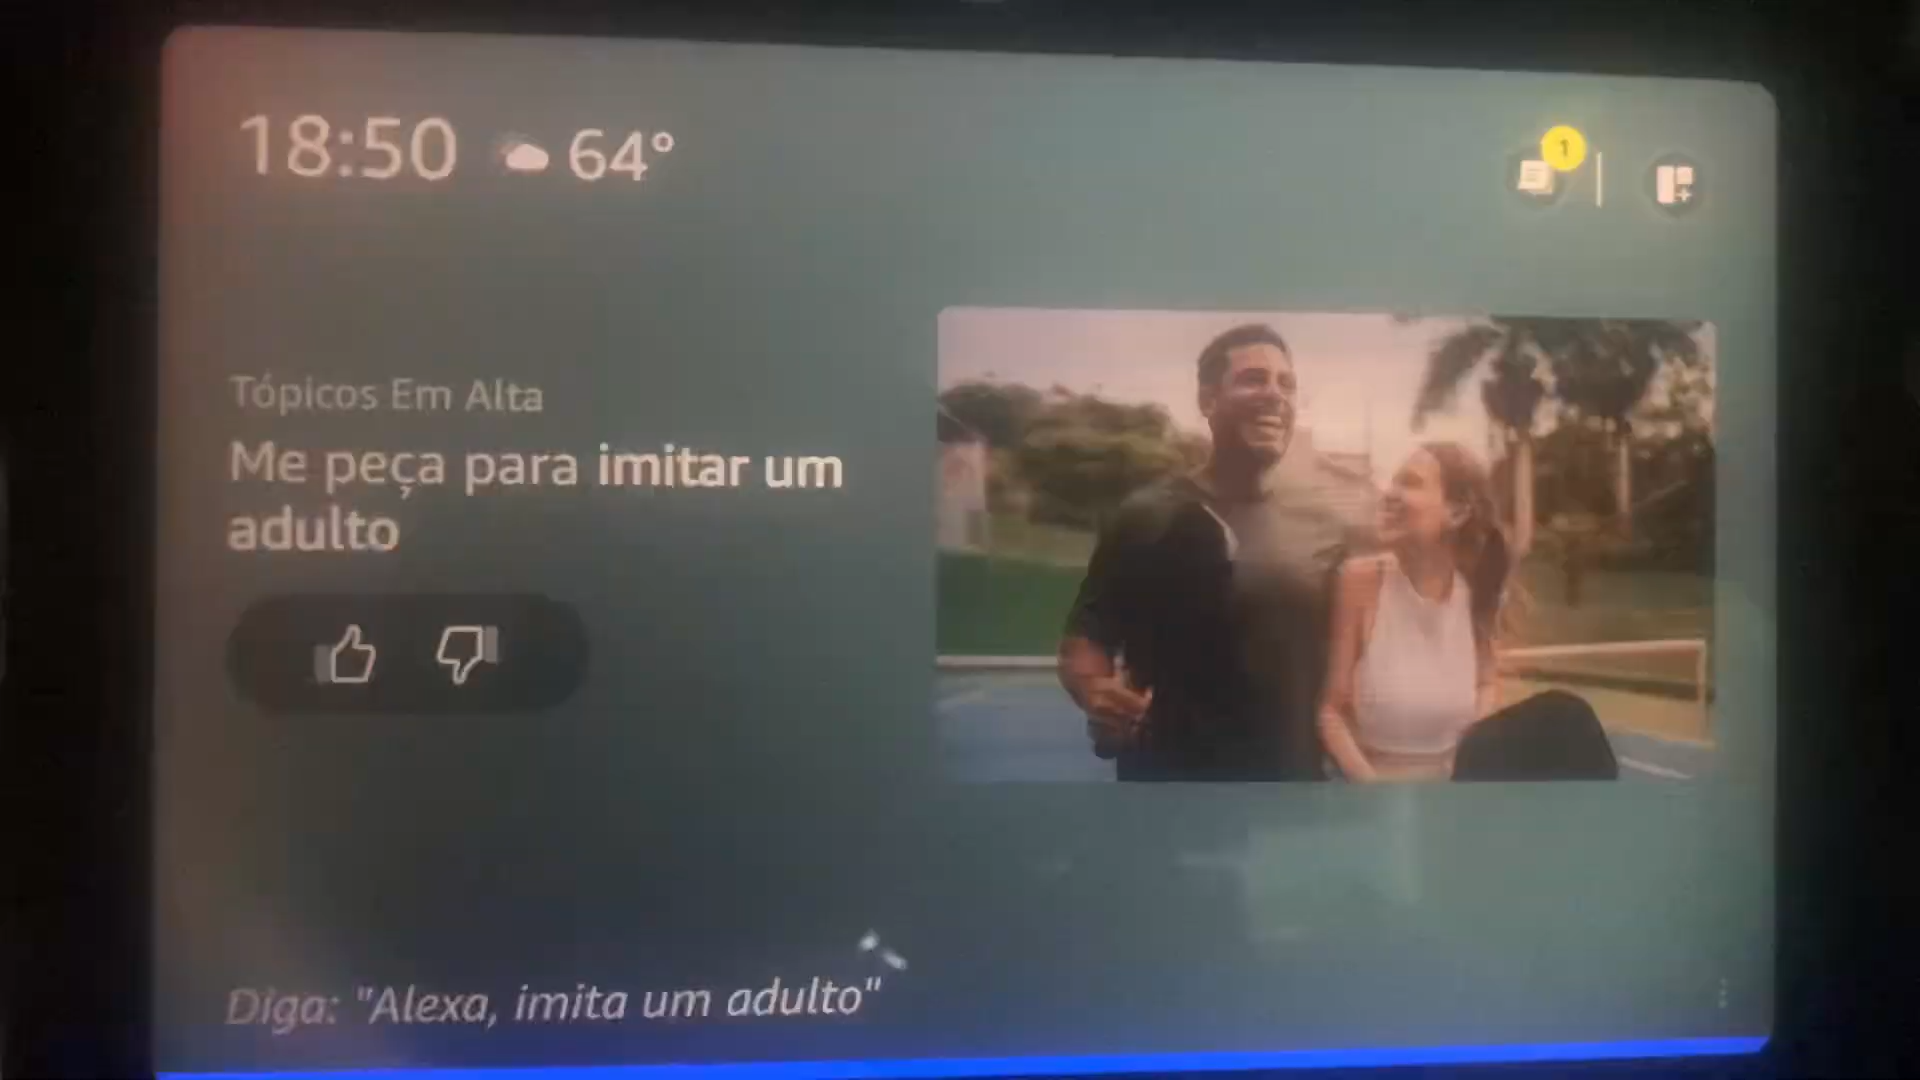 18:50 64°
1
Tópicos Em Alta
Me peça para imitar um
adulto
Diga: "Alexa, imita um adulto"